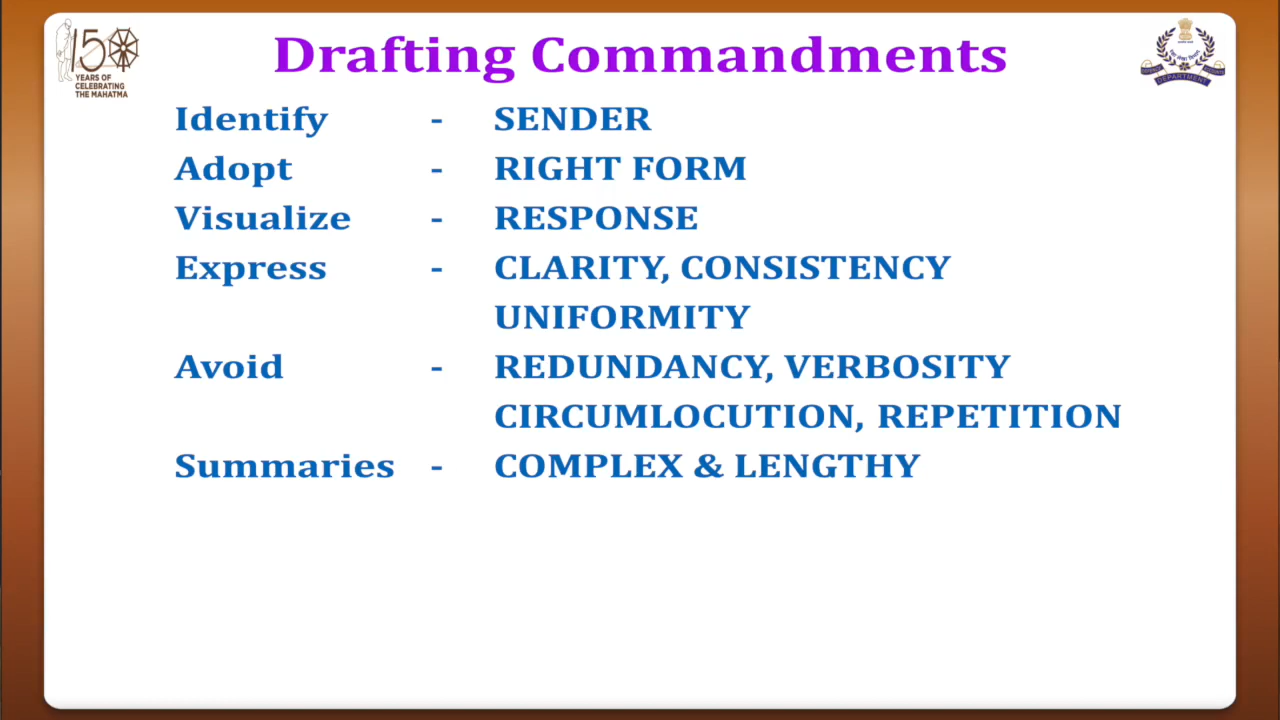 150
YEARS OF
CELEBRATING
THE MAHATMA
Drafting Commandments
Identify - SENDER
Adopt - RIGHT FORM
Visualize - RESPONSE
Express - CLARITY, CONSISTENCY
UNIFORMITY
Avoid - REDUNDANCY, VERBOSITY
CIRCUMLOCUTION, REPETITION
Summaries - COMPLEX & LENGTHY
DEPARTMENT